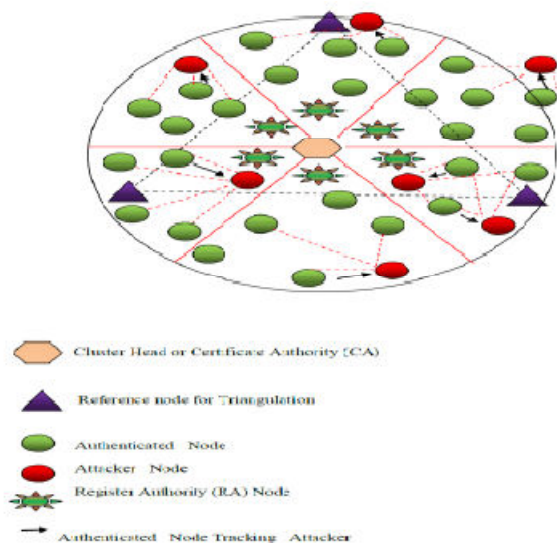 Cluster Head or Certificate Authority (CA)
Reference node for Triangulation
Authenticated Node
Attacker Node
Register Authority (RA) Node
Authenticated Node Tracking Attacker